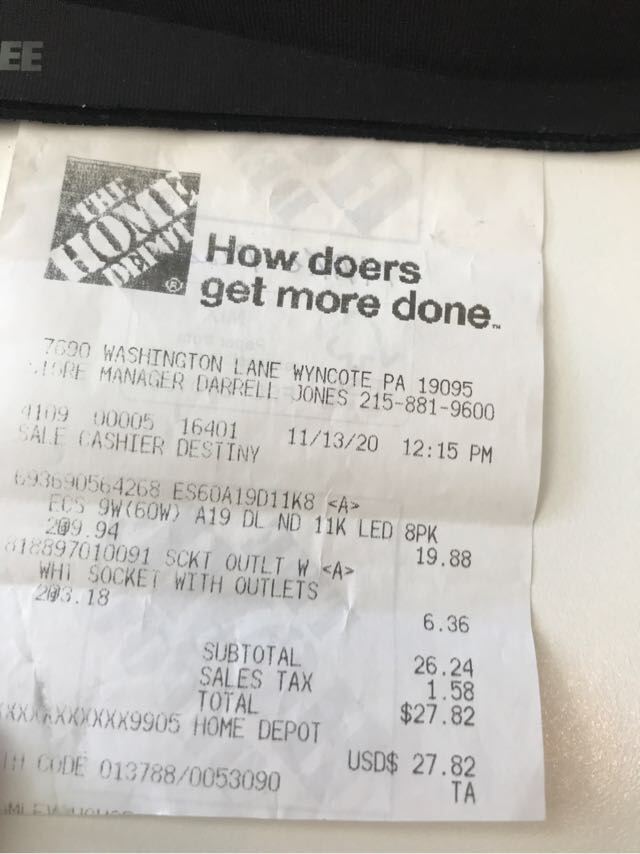 EE
THE
HOME
DEPOT
®
How doers
get more done.™
7690 WASHINGTON LANE WYNCOTE PA 19095
MANAGER DARRELL JONES 215-881-9600
4109 00005 16401 11/13/20 12:15 PM
SALE CASHIER DESTINY
693690564268 ES60A19D11K8 <A>
ECS 9W(60W) A19 DL ND 11K LED 8PK
2@9.94 19.88
818897010091 SCKT OUTLT W <A>
WHI SOCKET WITH OUTLETS
2@3.18 6.36
SUBTOTAL 26.24
SALES TAX 1.58
TOTAL $27.82
XXXXXXXXXXX9905 HOME DEPOT
USD$ 27.82
CODE 013788/0053090 TA